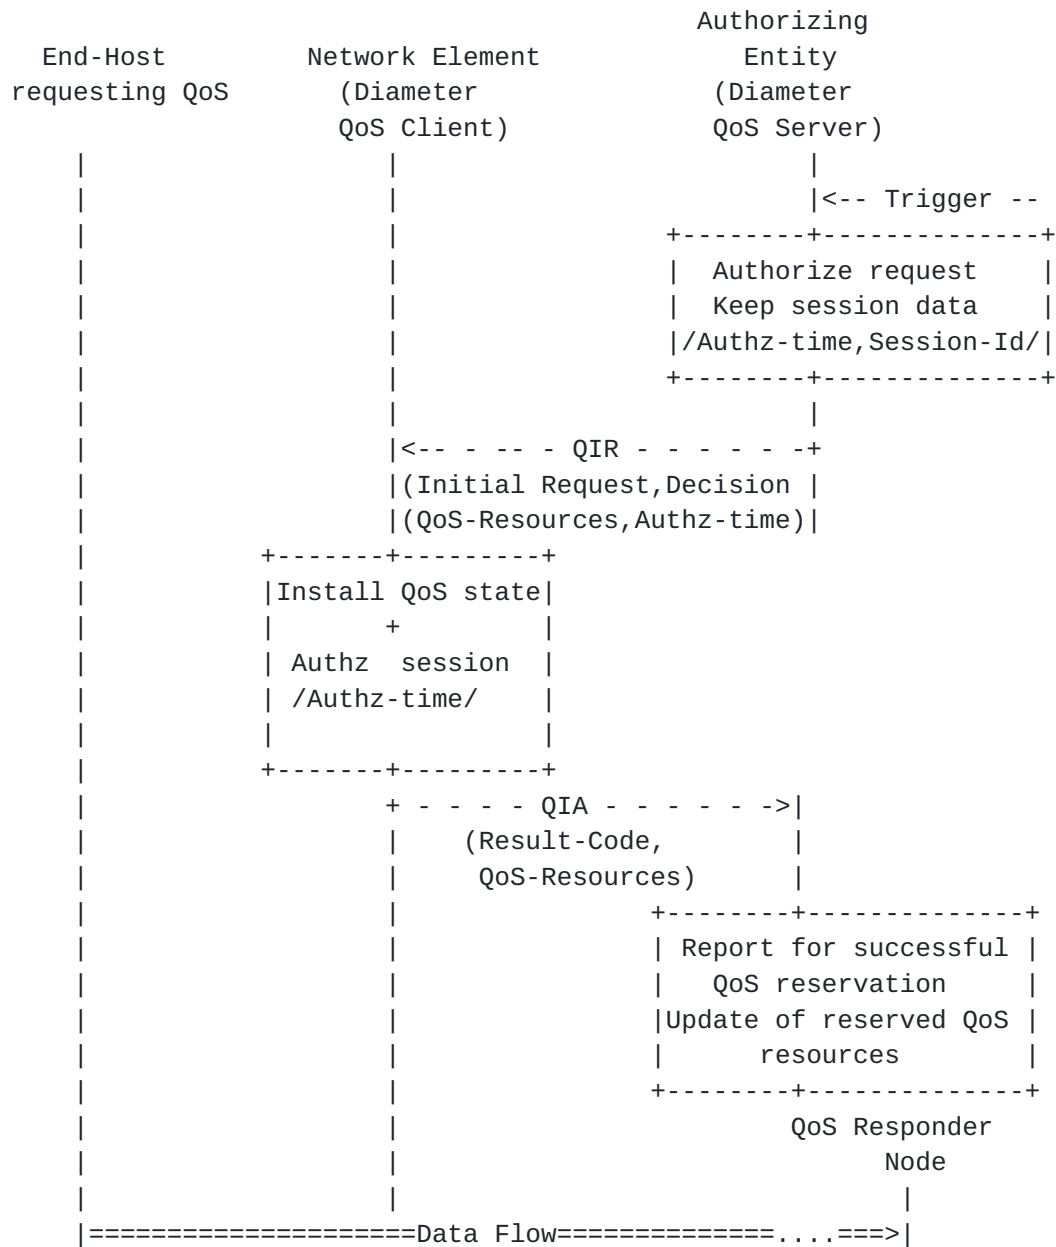 Authorizing
End-Host Network Element Entity
requesting QoS (Diameter (Diameter
QoS Client) QoS Server)
<-- Trigger --
Authorize request
Keep session data
/Authz-time,Session-Id/
<-- - -- - QIR - - - - - -+
(Initial Request,Decision
(QoS-Resources,Authz-time)
Install QoS state
+
Authz session
/Authz-time/
+ - - - - QIA - - - - - ->
(Result-Code,
QoS-Resources)
Report for successful
QoS reservation
Update of reserved QoS
resources
QoS Responder
Node
=====================Data Flow==============....===>